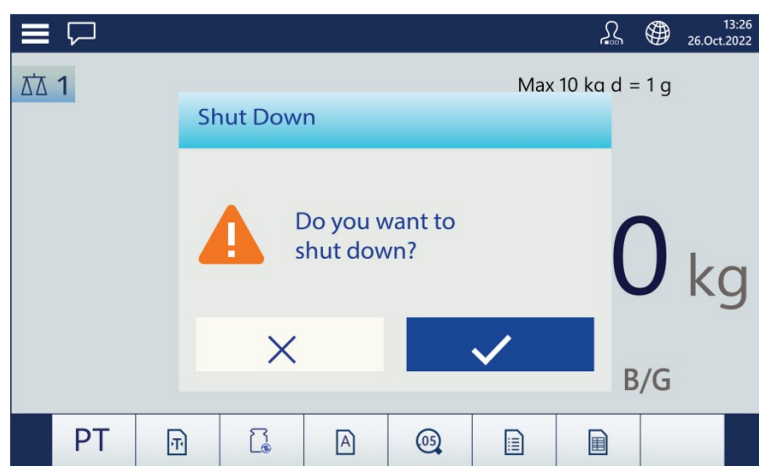 13:26
26.Oct.2022
1
Max 10 kg d = 1 g
Shut Down
Do you want to
shut down?
0 kg
B/G
PT
T
A
.05